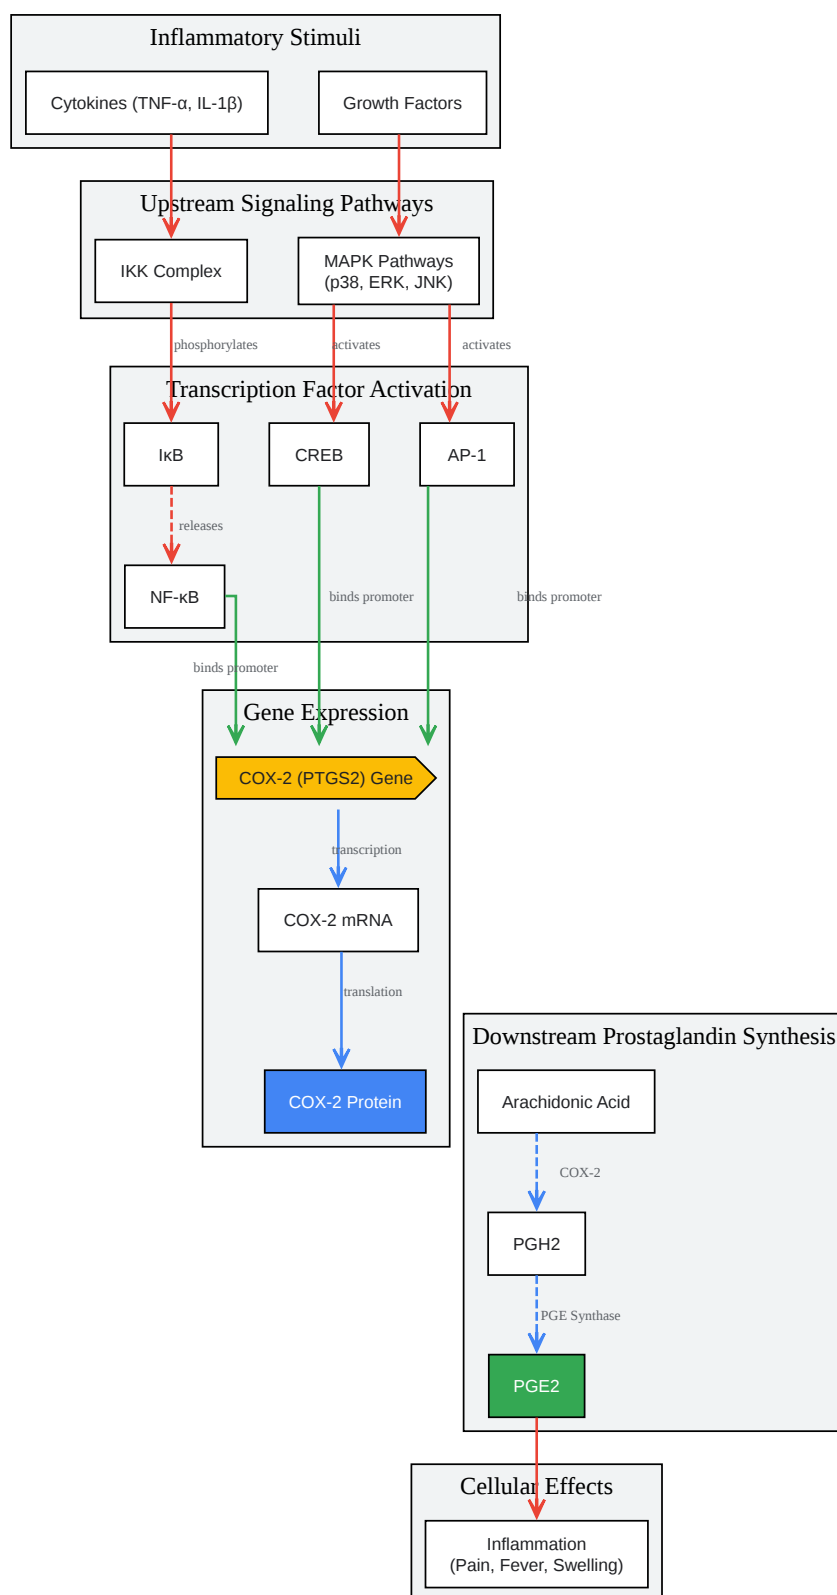 Inflammatory Stimuli
Cytokines (TNF-α, IL-1β)
Growth Factors
Upstream Signaling Pathways
IKK Complex
MAPK Pathways
(p38, ERK, JNK)
phosphorylates
activates
activates
Transcription Factor Activation
IκB
CREB
AP-1
releases
NF-κB
binds promoter
binds promoter
binds promoter
Gene Expression
COX-2 (PTGS2) Gene
transcription
COX-2 mRNA
translation
COX-2 Protein
Downstream Prostaglandin Synthesis
Arachidonic Acid
COX-2
PGH2
PGE Synthase
PGE2
Cellular Effects
Inflammation
(Pain, Fever, Swelling)